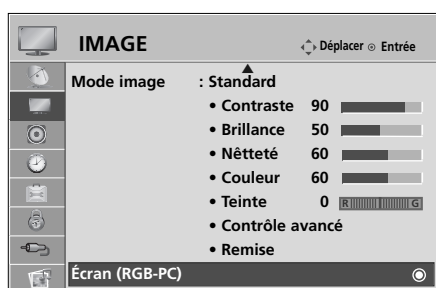 IMAGE Déplacer Entrée
Mode image : Standard
• Contraste 90
• Brillance 50
• Nêtteté 60
• Couleur 60
• Teinte 0 R G
• Contrôle avancé
• Remise
Écran (RGB-PC)